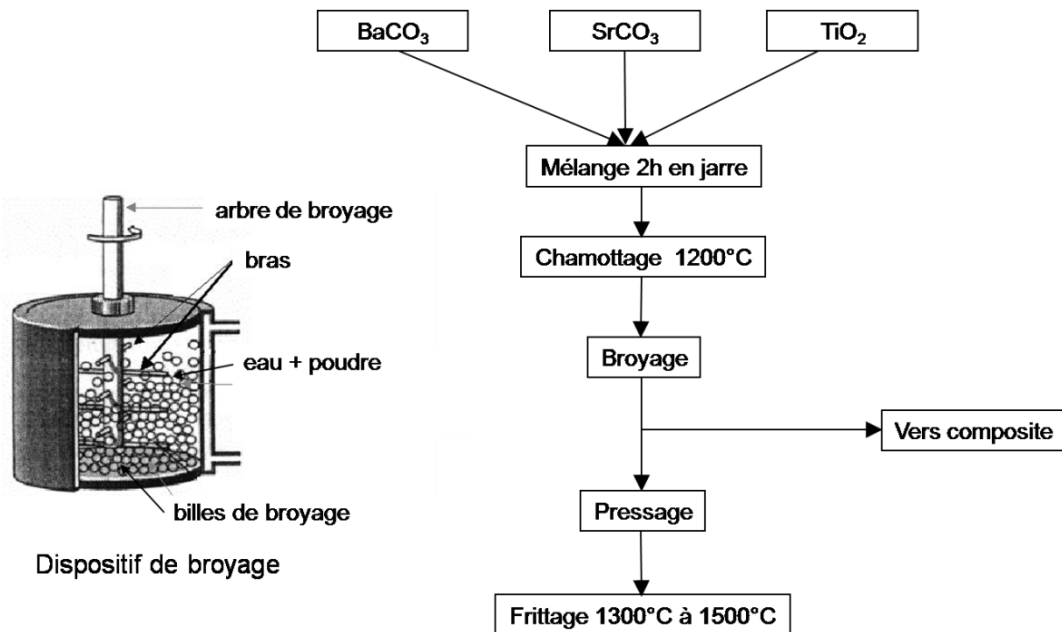 BaCO3
SrCO3
TiO2
Mélange 2h en jarre
Chamottage 1200°C
Broyage
Vers composite
Pressage
Frittage 1300°C à 1500°C
arbre de broyage
bras
eau + poudre
billes de broyage
Dispositif de broyage